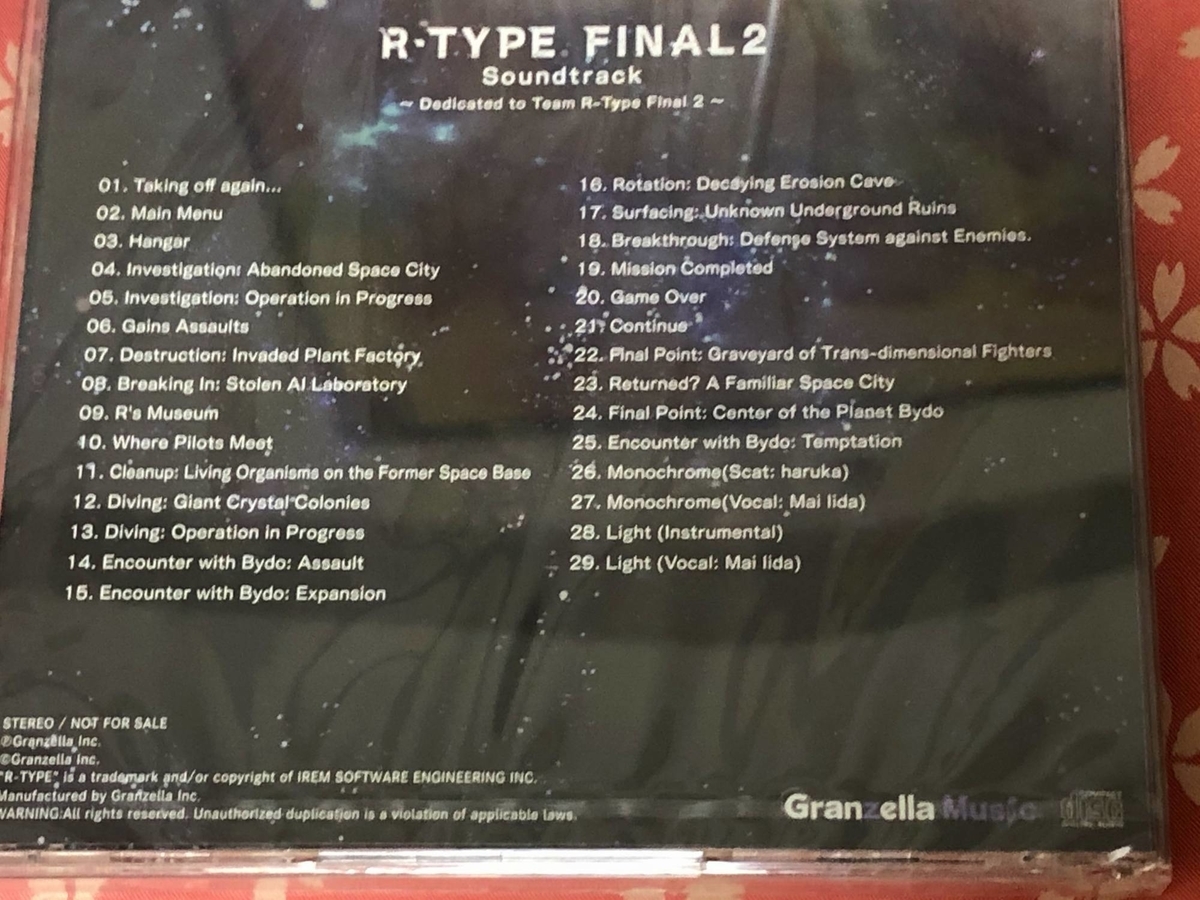 R·TYPE FINAL2
Soundtrack
~ Dedicated to Team R-Type Final 2 ~
01. Taking off again...
02. Main Menu
03. Hangar
04. Investigation: Abandoned Space City
05. Investigation: Operation in Progress
06. Gains Assaults
07. Destruction: Invaded Plant Factory
08. Breaking In: Stolen AI Laboratory
09. R's Museum
10. Where Pilots Meet
11. Cleanup: Living Organisms on the Former Space Base
12. Diving: Giant Crystal Colonies
13. Diving: Operation in Progress
14. Encounter with Bydo: Assault
15. Encounter with Bydo: Expansion
16. Rotation: Decaying Erosion Cave
17. Surfacing: Unknown Underground Ruins
18. Breakthrough: Defense System against Enemies.
19. Mission Completed
20. Game Over
21. Continue
22. Final Point: Graveyard of Trans-dimensional Fighters
23. Returned? A Familiar Space City
24. Final Point: Center of the Planet Bydo
25. Encounter with Bydo: Temptation
26. Monochrome(Scat: haruka)
27. Monochrome(Vocal: Mai Iida)
28. Light (Instrumental)
29. Light (Vocal: Mai Iida)
STEREO / NOT FOR SALE
℗Granzella Inc.
©Granzella Inc.
"R-TYPE" is a trademark and/or copyright of IREM SOFTWARE ENGINEERING INC.
Manufactured by Granzella Inc.
WARNING:All rights reserved. Unauthorized duplication is a violation of applicable laws.
Granzella Music
COMPACT
disc
DIGITAL AUDIO